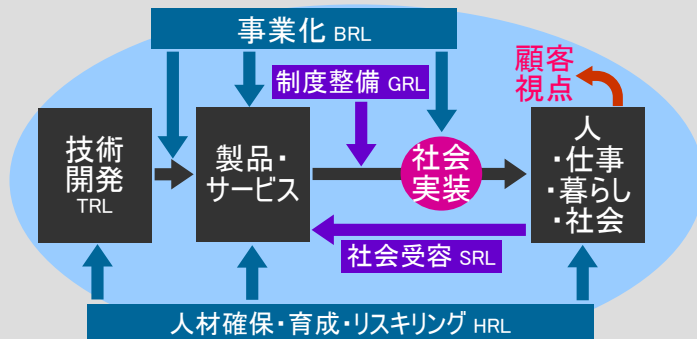 事業化 BRL
制度整備 GRL
顧客
視点
技術
開発
TRL
製品・
サービス
社会
実装
人
・仕事
・暮らし
・社会
社会受容 SRL
人材確保・育成・リスキリング HRL